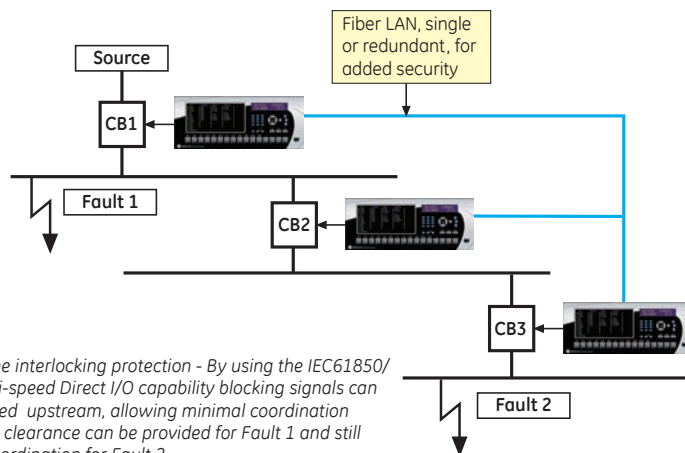 Fiber LAN, single
or redundant, for
added security
Source
CB1
Fault 1
CB2
CB3
Fault 2
interlocking protection - By using the IEC61850/
i-speed Direct I/O capability blocking signals can
upstream, allowing minimal coordination
clearance can be provided for Fault 1 and still